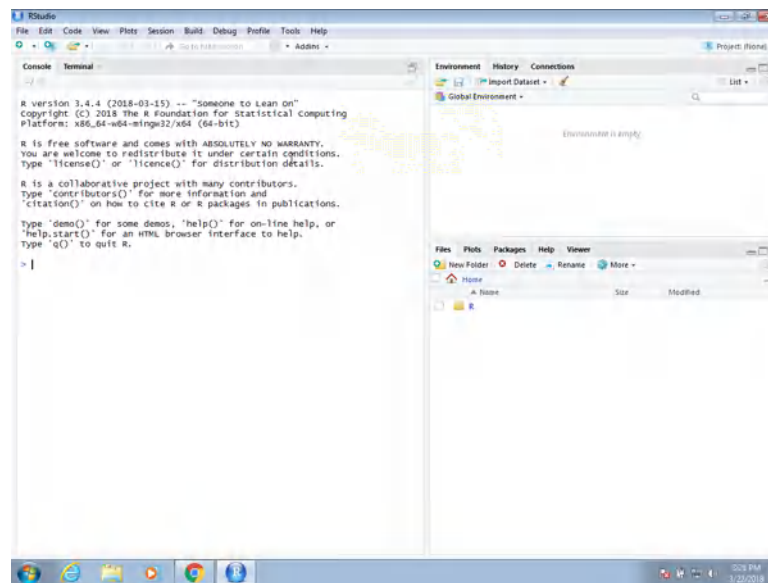 RStudio
File Edit Code View Plots Session Build Debug Profile Tools Help
Go to file/function Addins Project: (None)
Console Terminal
R version 3.4.4 (2018-03-15) -- "Someone to Lean on"
Copyright (C) 2018 The R Foundation for Statistical Computing
Platform: x86_64-w64-mingw32/x64 (64-bit)
R is free software and comes with ABSOLUTELY NO WARRANTY.
You are welcome to redistribute it under certain conditions.
Type 'license()' or 'licence()' for distribution details.
R is a collaborative project with many contributors.
Type 'contributors()' for more information and
'citation()' on how to cite R or R packages in publications.
Type 'demo()' for some demos, 'help()' for on-line help, or
'help.start()' for an HTML browser interface to help.
Type 'q()' to quit R.
>
Environment History Connections
Import Dataset List
Global Environment
Environment is empty
Files Plots Packages Help Viewer
New Folder Delete Rename More
Home
Name Size Modified
R